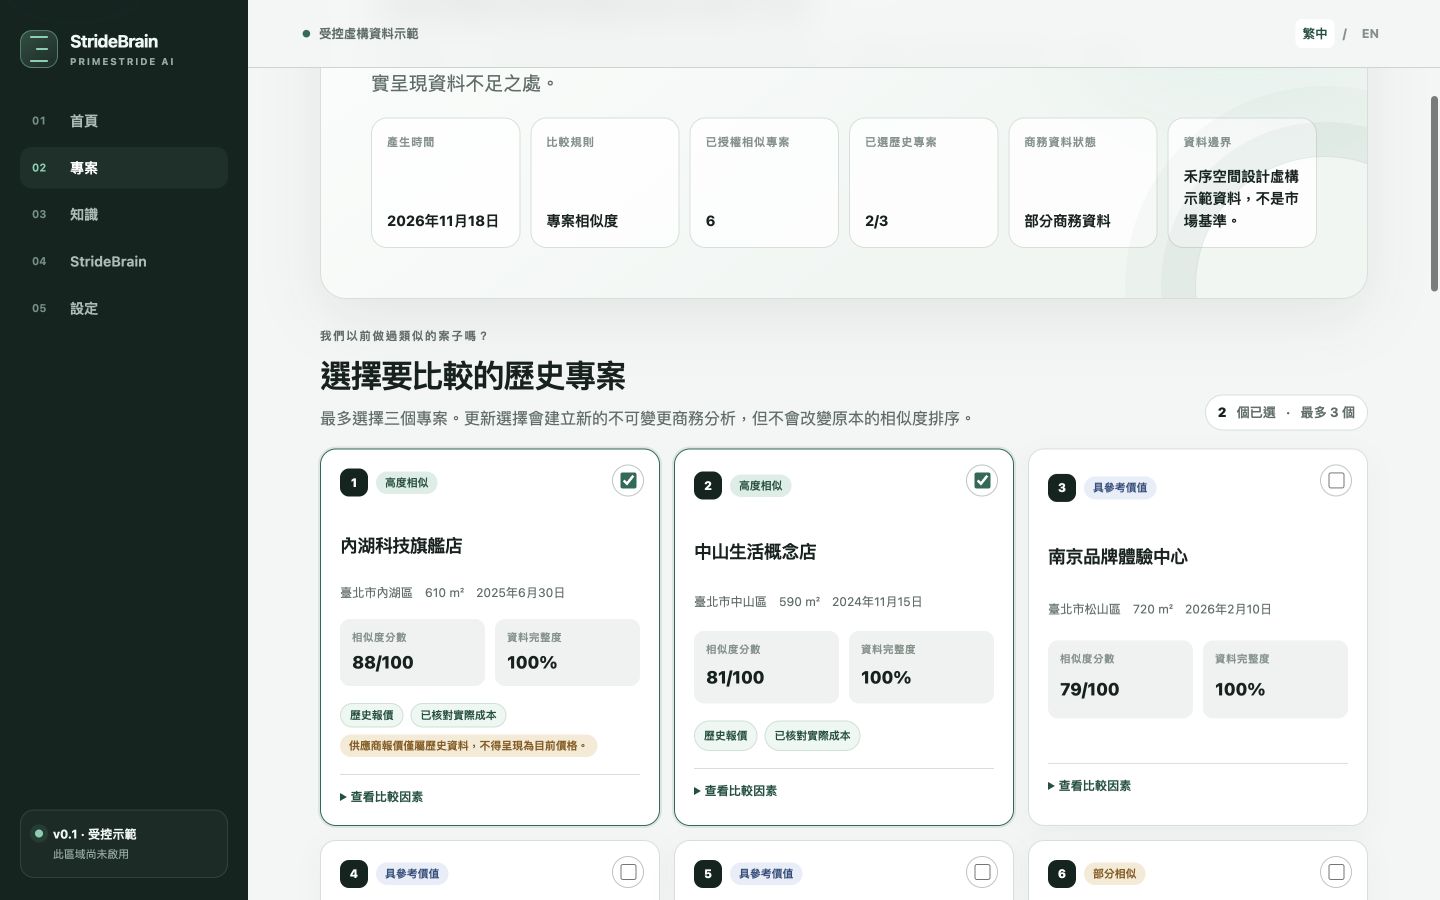 StrideBrain
PRIMESTRIDE AI
01 首頁
02 專案
03 知識
04 StrideBrain
05 設定
v0.1 · 受控示範
此區域尚未啟用
受控虛構資料示範
繁中 / EN
實呈現資料不足之處。
產生時間
2026年11月18日
比較規則
專案相似度
已授權相似專案
6
已選歷史專案
2/3
商務資料狀態
部分商務資料
資料邊界
禾序空間設計虛構
示範資料，不是市
場基準。
我們以前做過類似的案子嗎？
選擇要比較的歷史專案
最多選擇三個專案。更新選擇會建立新的不可變更商務分析，但不會改變原本的相似度排序。
2 個已選 · 最多 3 個
1 高度相似
內湖科技旗艦店
臺北市內湖區 610 m² 2025年6月30日
相似度分數
88/100
資料完整度
100%
歷史報價 已核對實際成本
供應商報價僅屬歷史資料，不得呈現為目前價格。
▶ 查看比較因素
2 高度相似
中山生活概念店
臺北市中山區 590 m² 2024年11月15日
相似度分數
81/100
資料完整度
100%
歷史報價 已核對實際成本
▶ 查看比較因素
3 具參考價值
南京品牌體驗中心
臺北市松山區 720 m² 2026年2月10日
相似度分數
79/100
資料完整度
100%
▶ 查看比較因素
4 具參考價值
5 具參考價值
6 部分相似